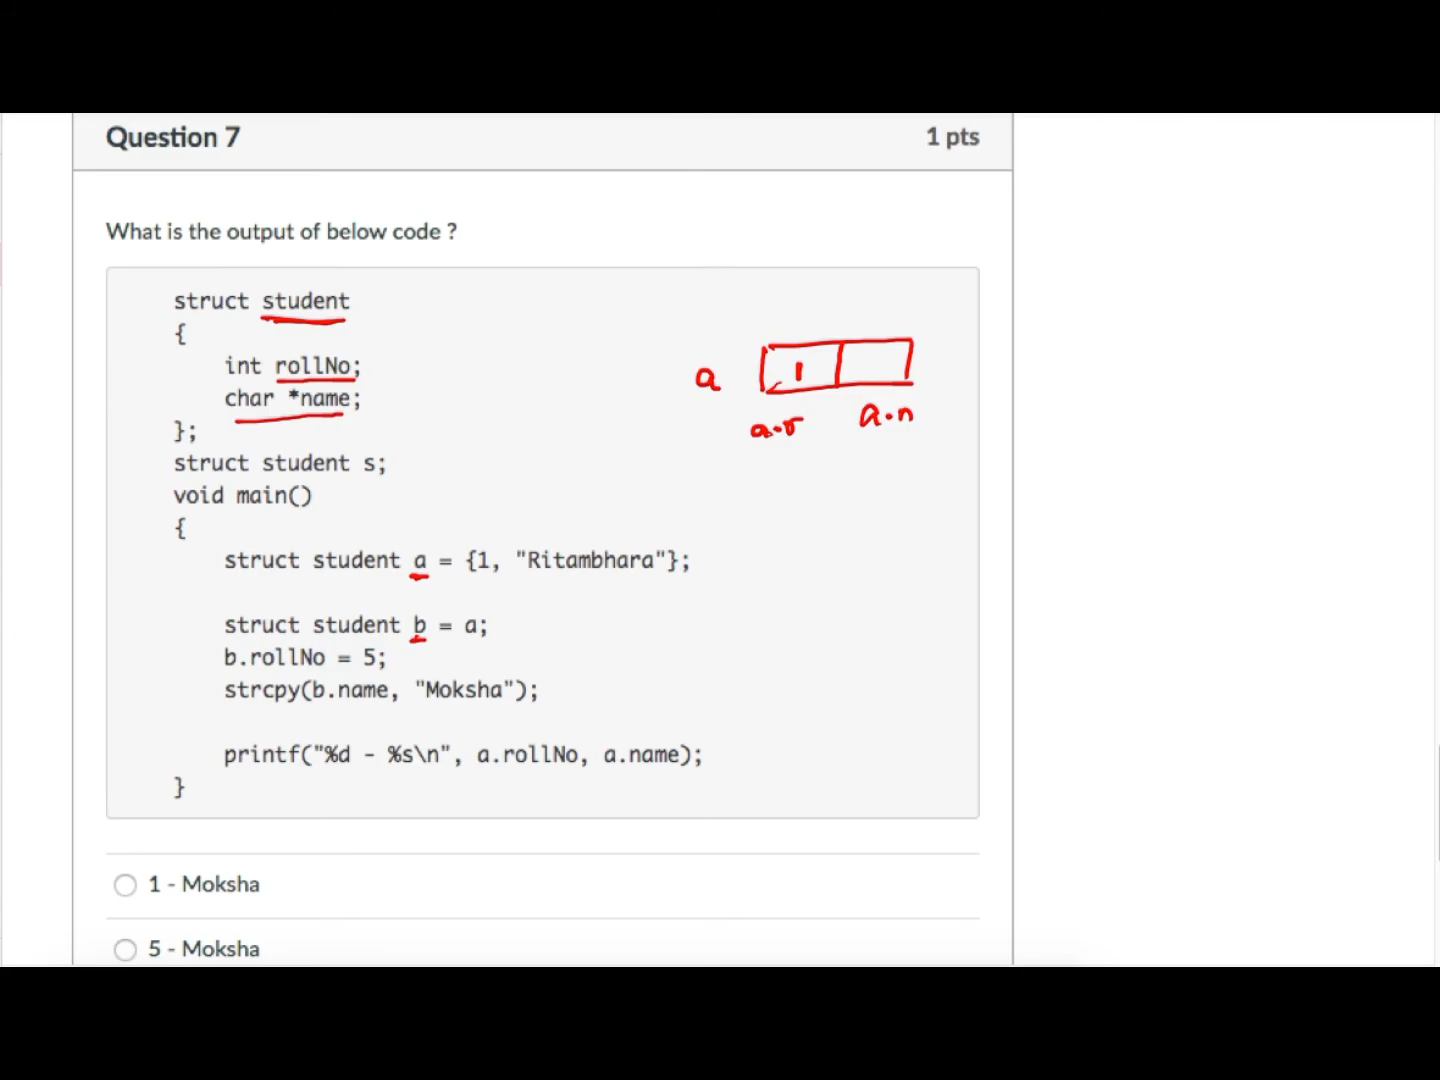 Question 7 1 pts
What is the output of below code ?
struct student
{
int rollNo;
char *name;
};
struct student s;
void main()
{
struct student a = {1, "Ritambhara"};
struct student b = a;
b.rollNo = 5;
strcpy(b.name, "Moksha");
printf("%d - %s\n", a.rollNo, a.name);
}
a 1
a.r a.n
1 - Moksha
5 - Moksha